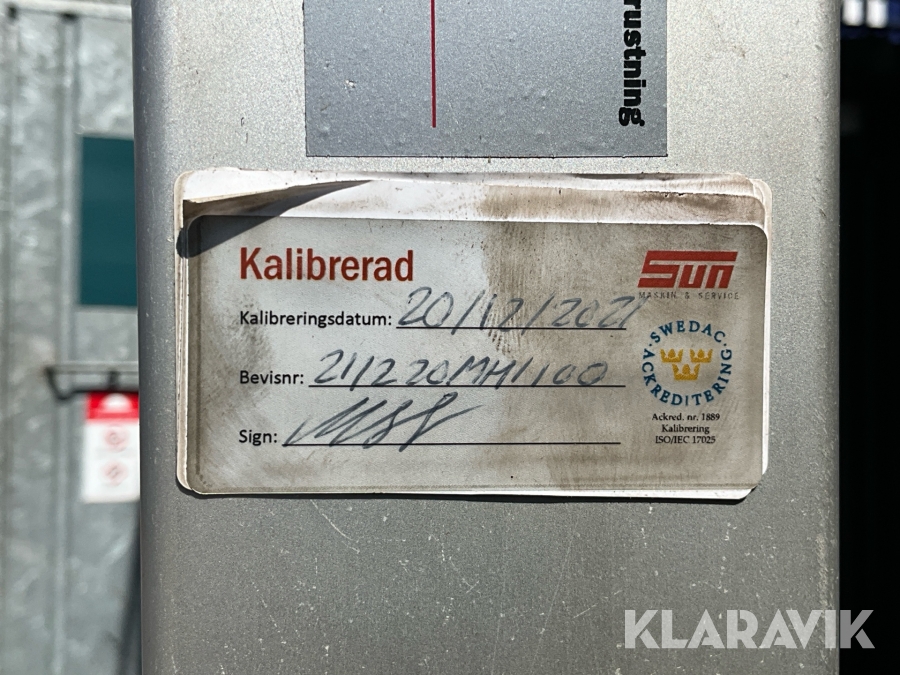 rustning
Kalibrerad
SUN
MASKIN & SERVICE
Kalibreringsdatum: 20/12/2021
Bevisnr: 211220MH1100
Sign:
SWEDAC
ACKREDITERING
Ackred. nr. 1889
Kalibrering
ISO/IEC 17025
KLARAVIK